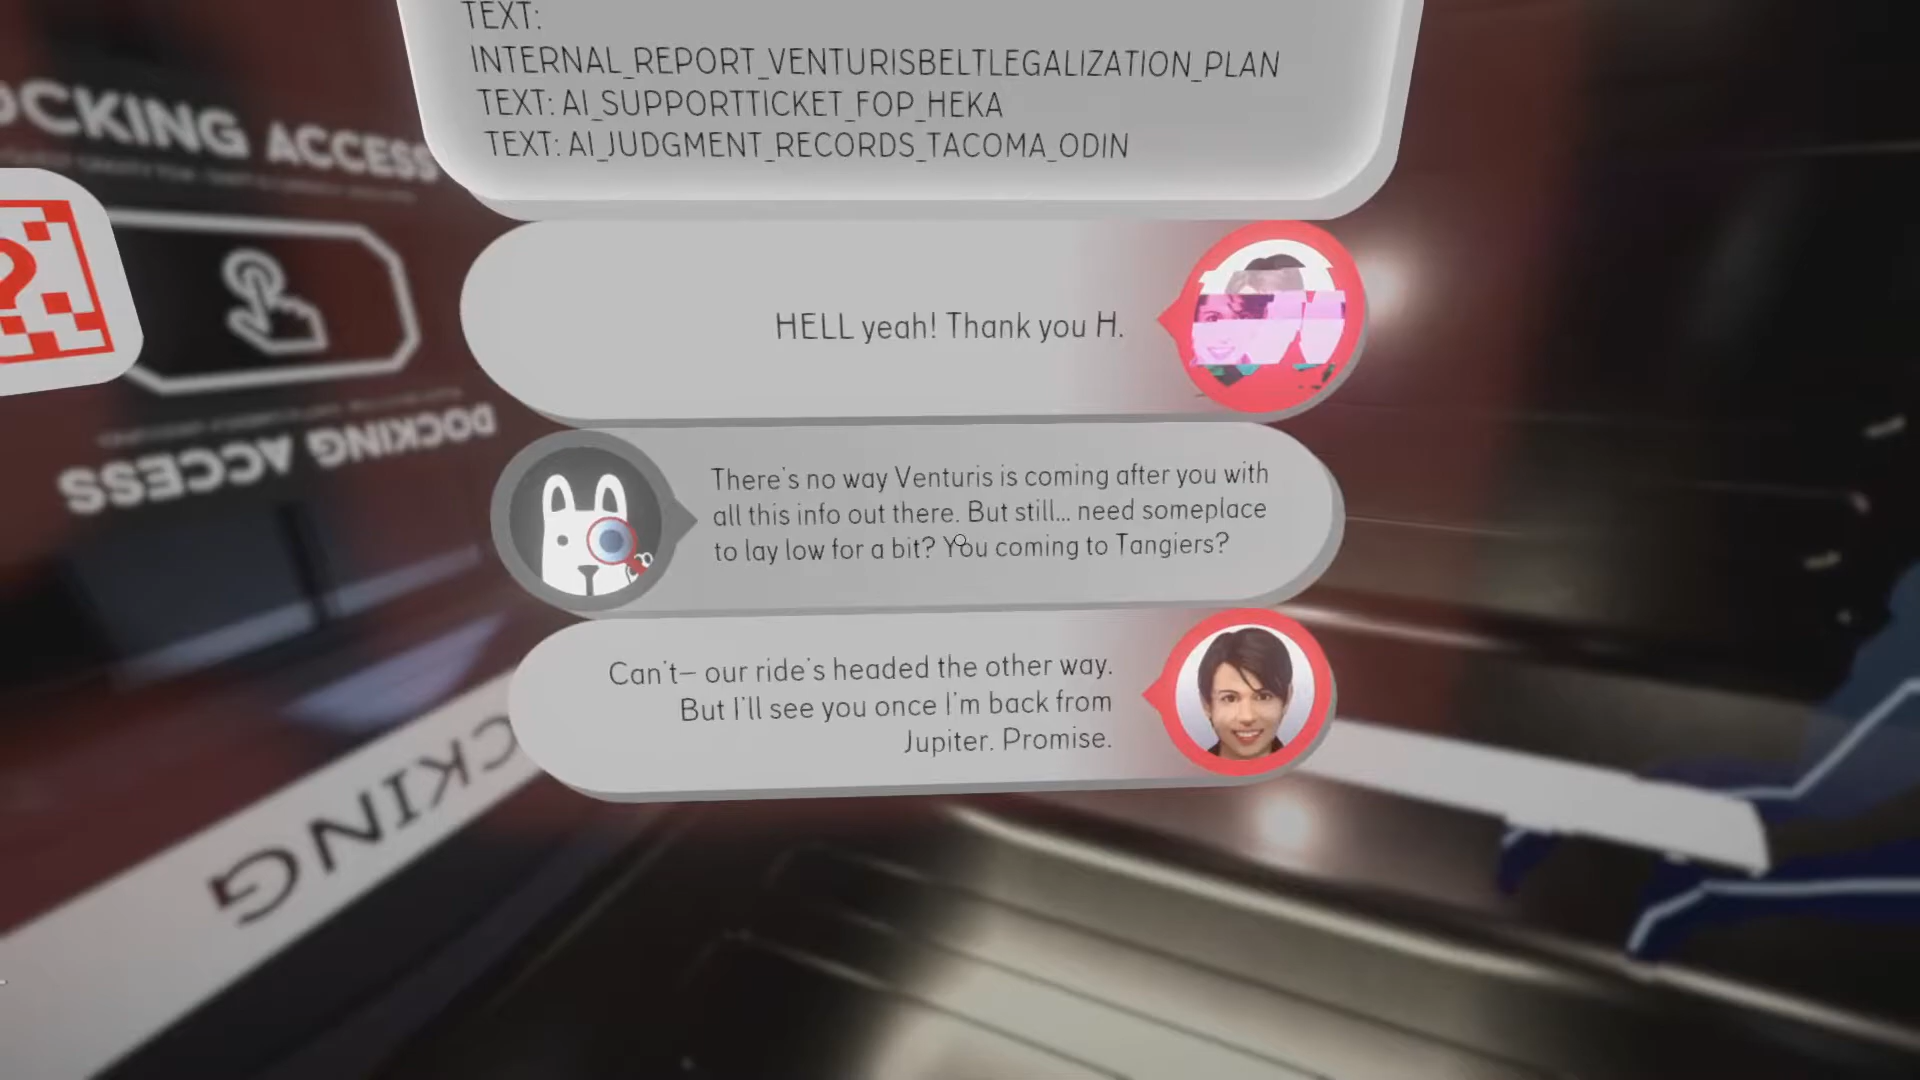 TEXT:
INTERNAL_REPORT_VENTURISBELTLEGALIZATION_PLAN
TEXT: AI_SUPPORTTICKET_FOP_HEKA
TEXT: AI_JUDGMENT_RECORDS_TACOMA_ODIN
OCKING ACCESS
?
HELL yeah! Thank you H.
DOCKING ACCESS
There's no way Venturis is coming after you with
all this info out there. But still... need someplace
to lay low for a bit? You coming to Tangiers?
Can't– our ride's headed the other way.
But I'll see you once I'm back from
Jupiter. Promise.
CKING